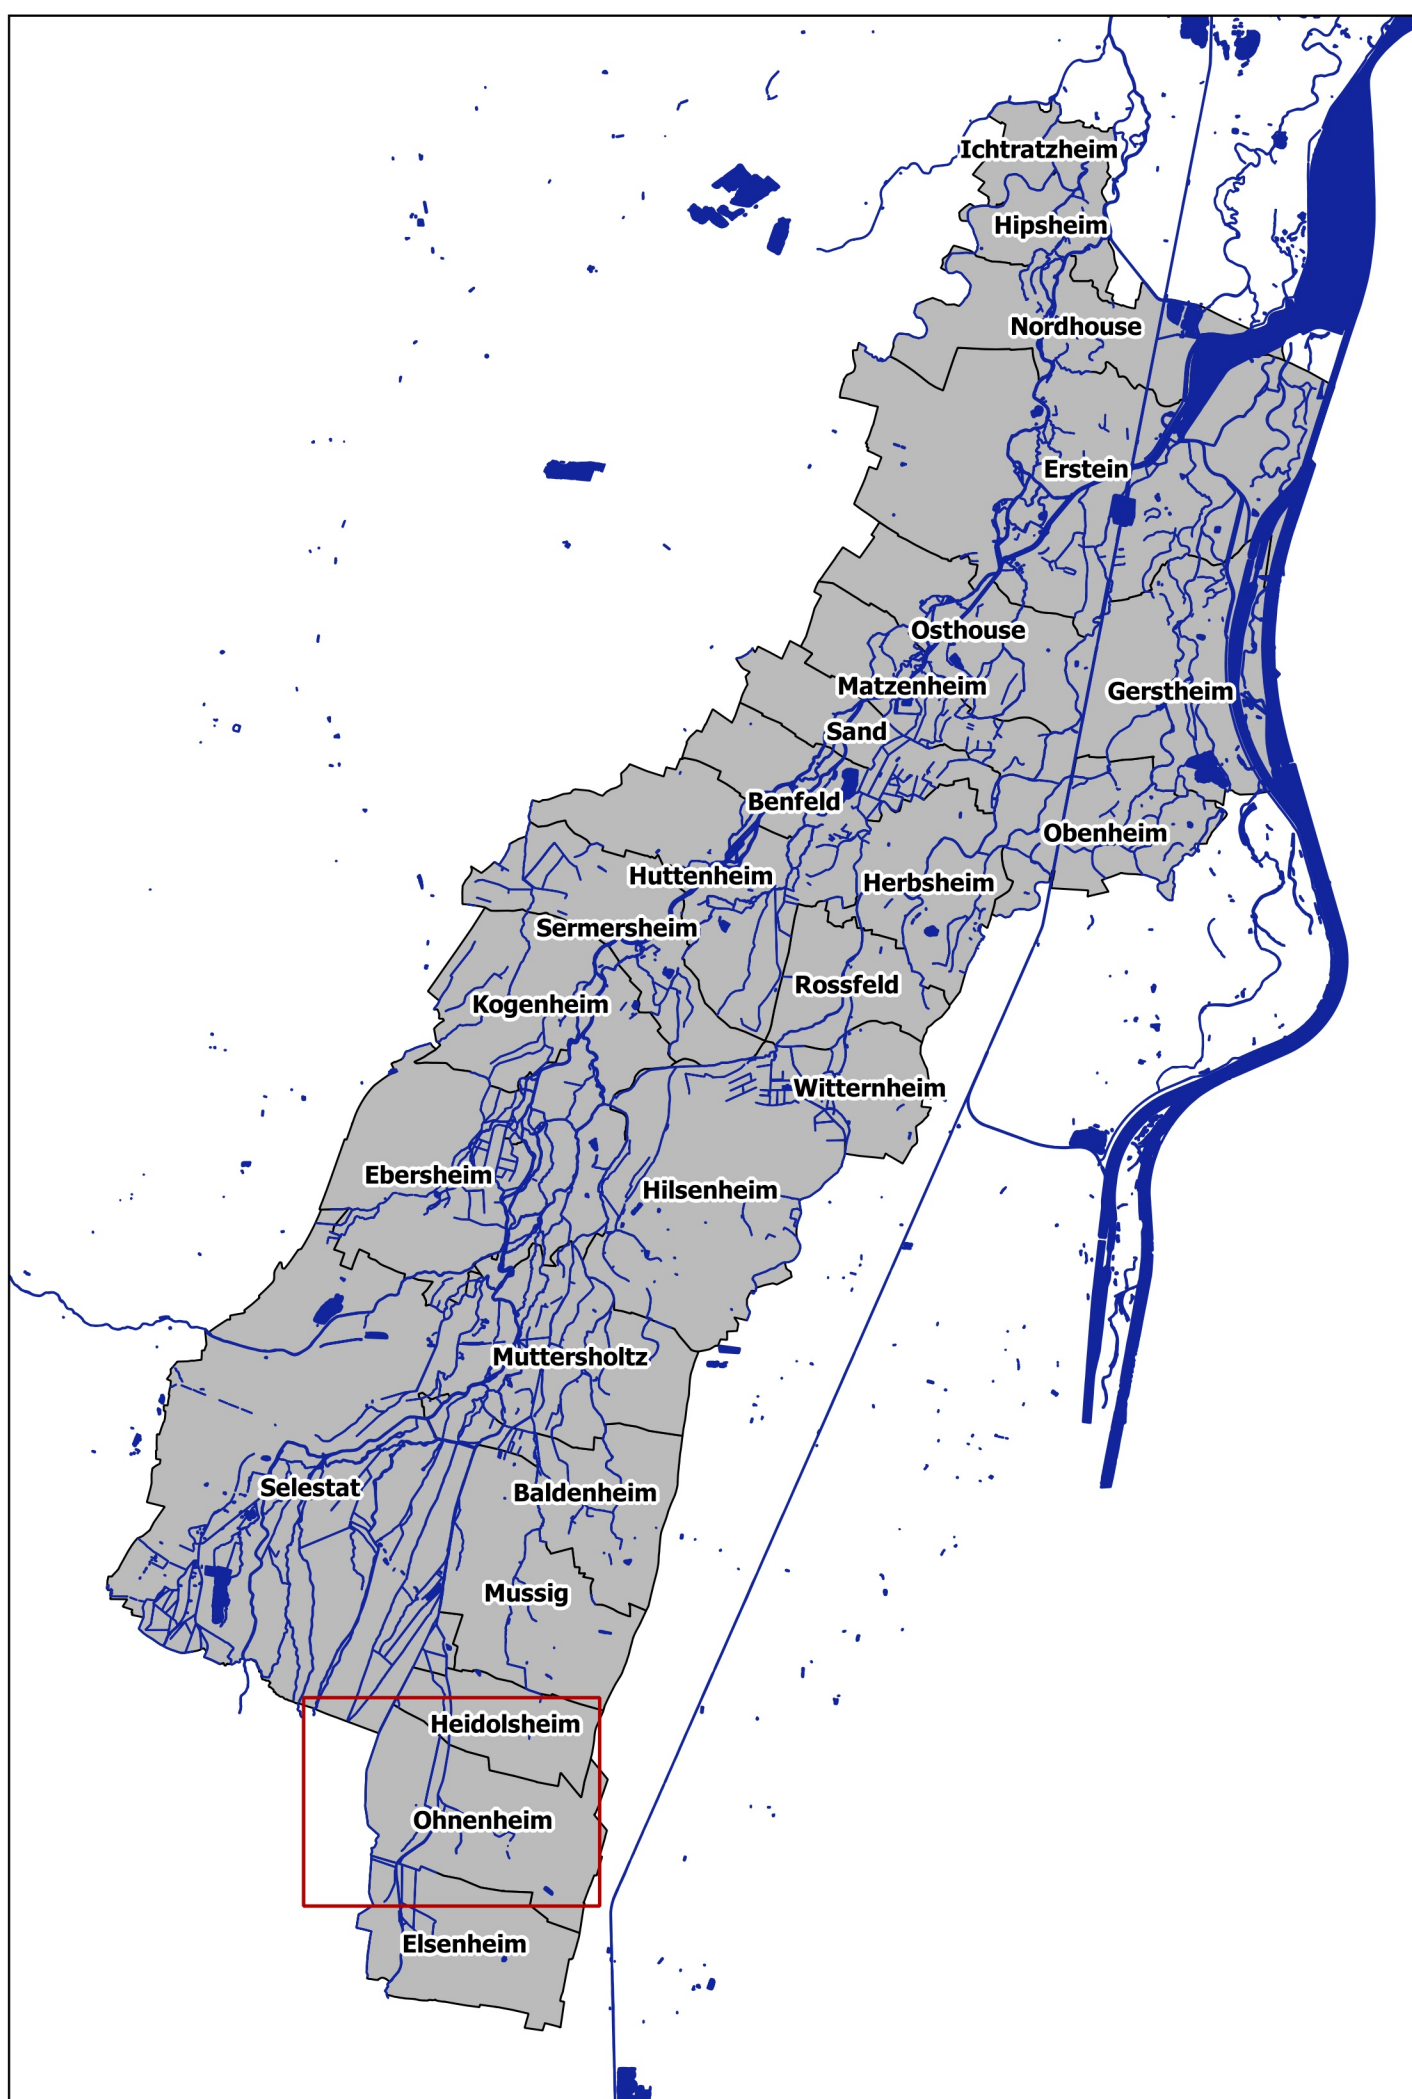 Ichtratzheim
Hipsheim
Nordhouse
Erstein
Osthouse
Matzenheim
Gerstheim
Sand
Benfeld
Obenheim
Huttenheim
Herbsheim
Sermersheim
Rossfeld
Kogenheim
Witternheim
Ebersheim
Hilsenheim
Muttersholtz
Selestat
Baldenheim
Mussig
Heidolsheim
Ohnenheim
Elsenheim